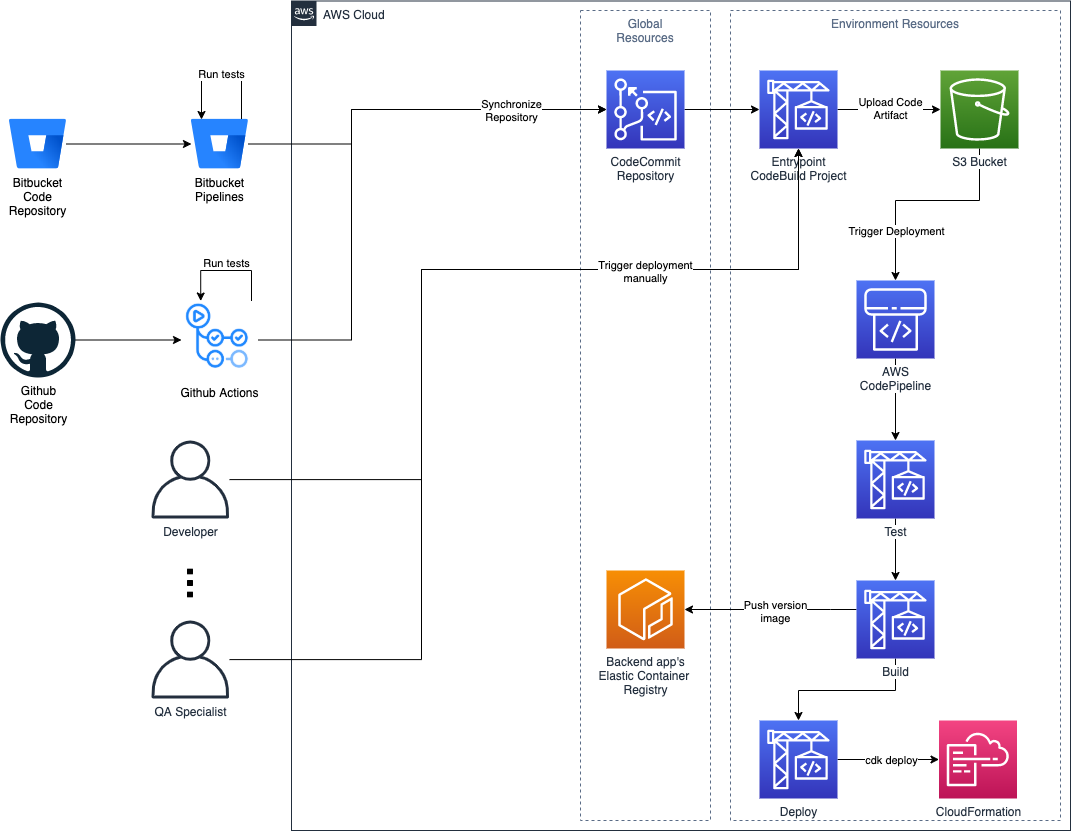 aws
AWS Cloud
Global
Resources
Environment Resources
Run tests
Bitbucket
Code
Repository
Bitbucket
Pipelines
Synchronize
Repository
CodeCommit
Repository
Entrypoint
CodeBuild Project
Upload Code
Artifact
S3 Bucket
Trigger Deployment
Run tests
Trigger deployment
manually
Github
Code
Repository
Github Actions
AWS
CodePipeline
Developer
Test
Push version
image
Build
Backend app's
Elastic Container
Registry
QA Specialist
cdk deploy
Deploy
CloudFormation